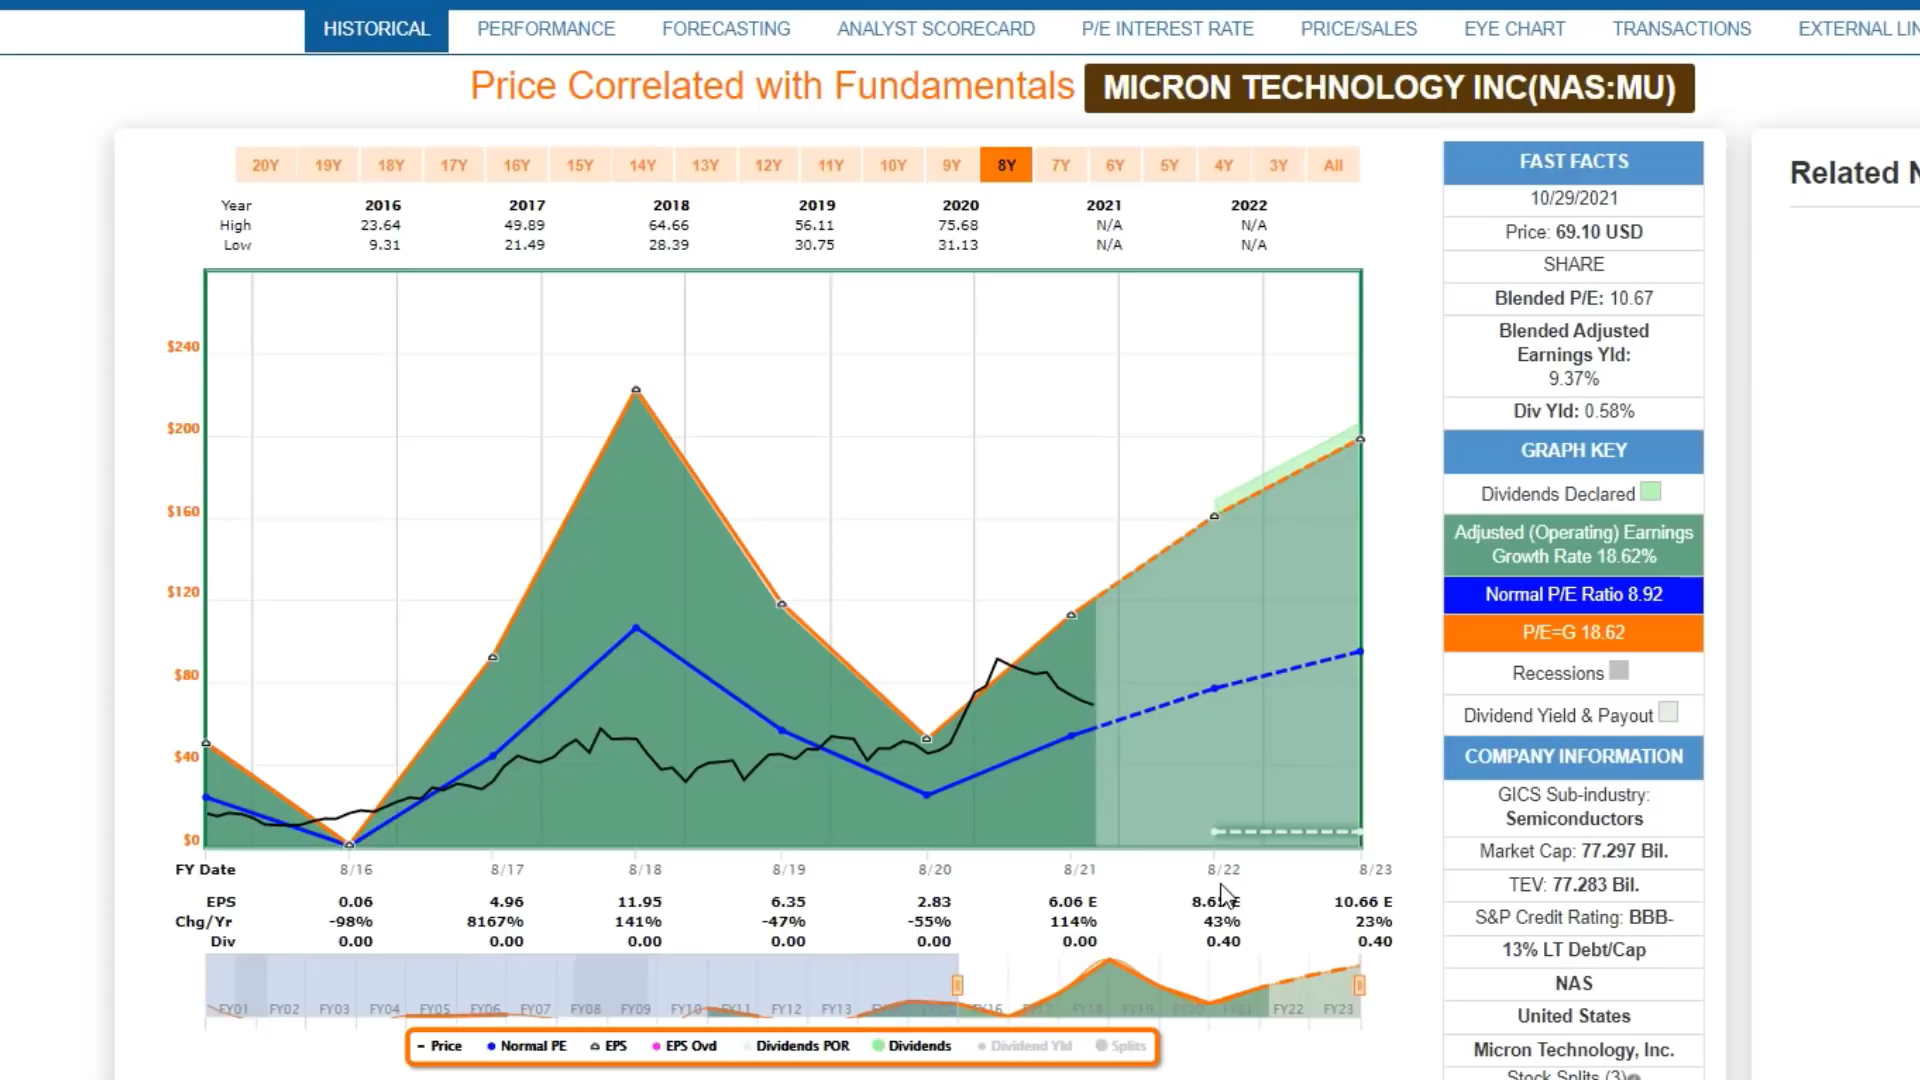 HISTORICAL PERFORMANCE FORECASTING ANALYST SCORECARD P/E INTEREST RATE PRICE/SALES EYE CHART TRANSACTIONS EXTERNAL LIN
Price Correlated with Fundamentals MICRON TECHNOLOGY INC(NAS:MU)
20Y 19Y 18Y 17Y 16Y 15Y 14Y 13Y 12Y 11Y 10Y 9Y 8Y 7Y 6Y 5Y 4Y 3Y All
Year 2016 2017 2018 2019 2020 2021 2022
High 23.64 49.89 64.66 56.11 75.68 N/A N/A
Low 9.31 21.49 28.39 30.75 31.13 N/A N/A
$240
$200
$160
$120
$80
$40
$0
FY Date 8/16 8/17 8/18 8/19 8/20 8/21 8/22 8/23
EPS 0.06 4.96 11.95 6.35 2.83 6.06 E E 10.66 E
Chg/Yr -98% 8167% 141% -47% -55% 114% 43% 23%
Div 0.00 0.00 0.00 0.00 0.00 0.00 0.40 0.40
FY01 FY02 FY03 FY04 FY05 FY06 FY07 FY08 FY09 FY10 FY11 FY12 FY13 FY16 FY22 FY23
Price Normal PE EPS EPS Ovd Dividends POR Dividends Dividend Yld Splits
FAST FACTS
10/29/2021
Price: 69.10 USD
SHARE
Blended P/E: 10.67
Blended Adjusted
Earnings Yld:
9.37%
Div Yld: 0.58%
GRAPH KEY
Dividends Declared
Adjusted (Operating) Earnings
Growth Rate 18.62%
Normal P/E Ratio 8.92
P/E=G 18.62
Recessions
Dividend Yield & Payout
COMPANY INFORMATION
GICS Sub-industry:
Semiconductors
Market Cap: 77.297 Bil.
TEV: 77.283 Bil.
S&P Credit Rating: BBB-
13% LT Debt/Cap
NAS
United States
Micron Technology, Inc.
Stock Splits (3)
Related N